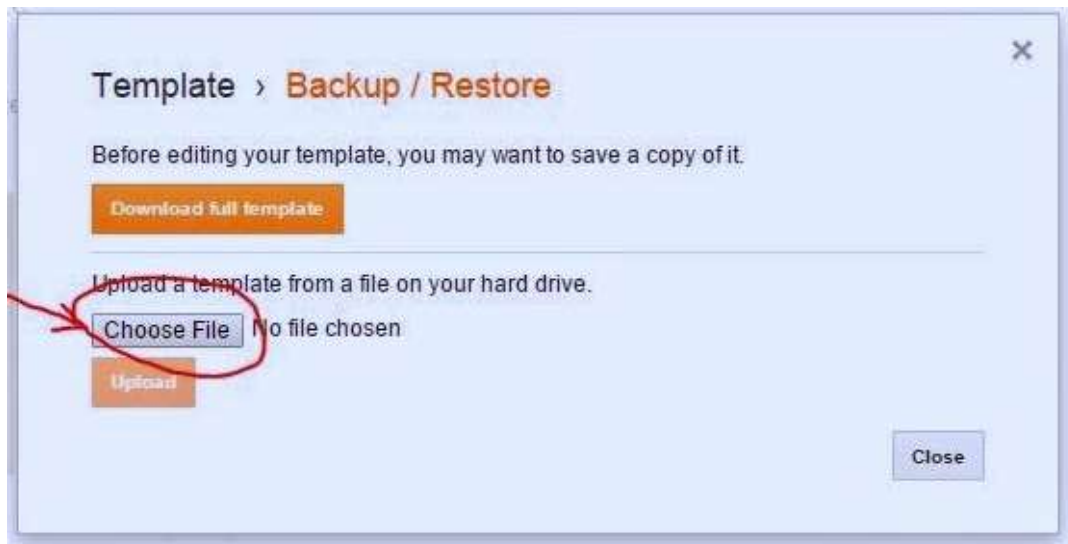 Template › Backup / Restore
Before editing your template, you may want to save a copy of it.
Download full template
Upload a template from a file on your hard drive.
Choose File No file chosen
Upload
Close